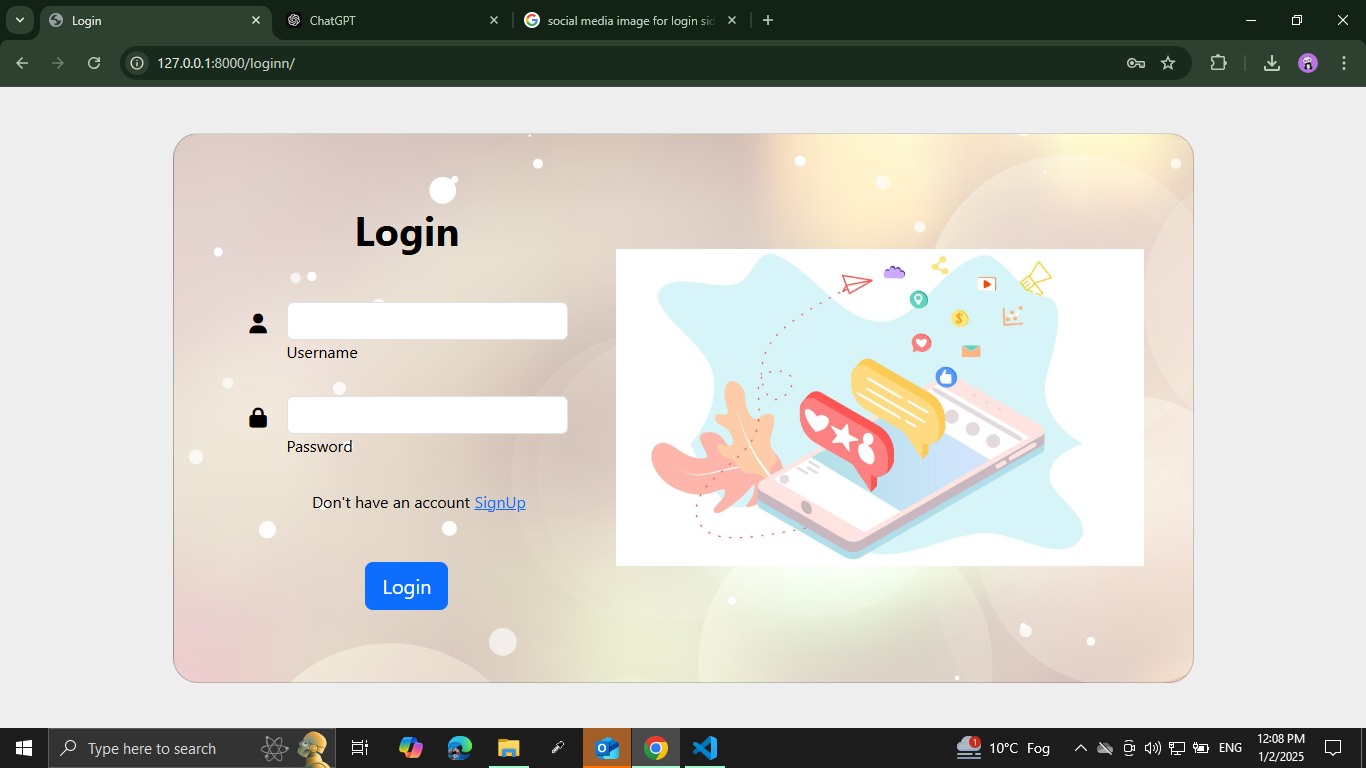 Login
ChatGPT
social media image for login sid
127.0.0.1:8000/loginn/
Login
Username
Password
Don't have an account SignUp
Login
Type here to search
1
10°C Fog
ENG
12:08 PM
1/2/2025